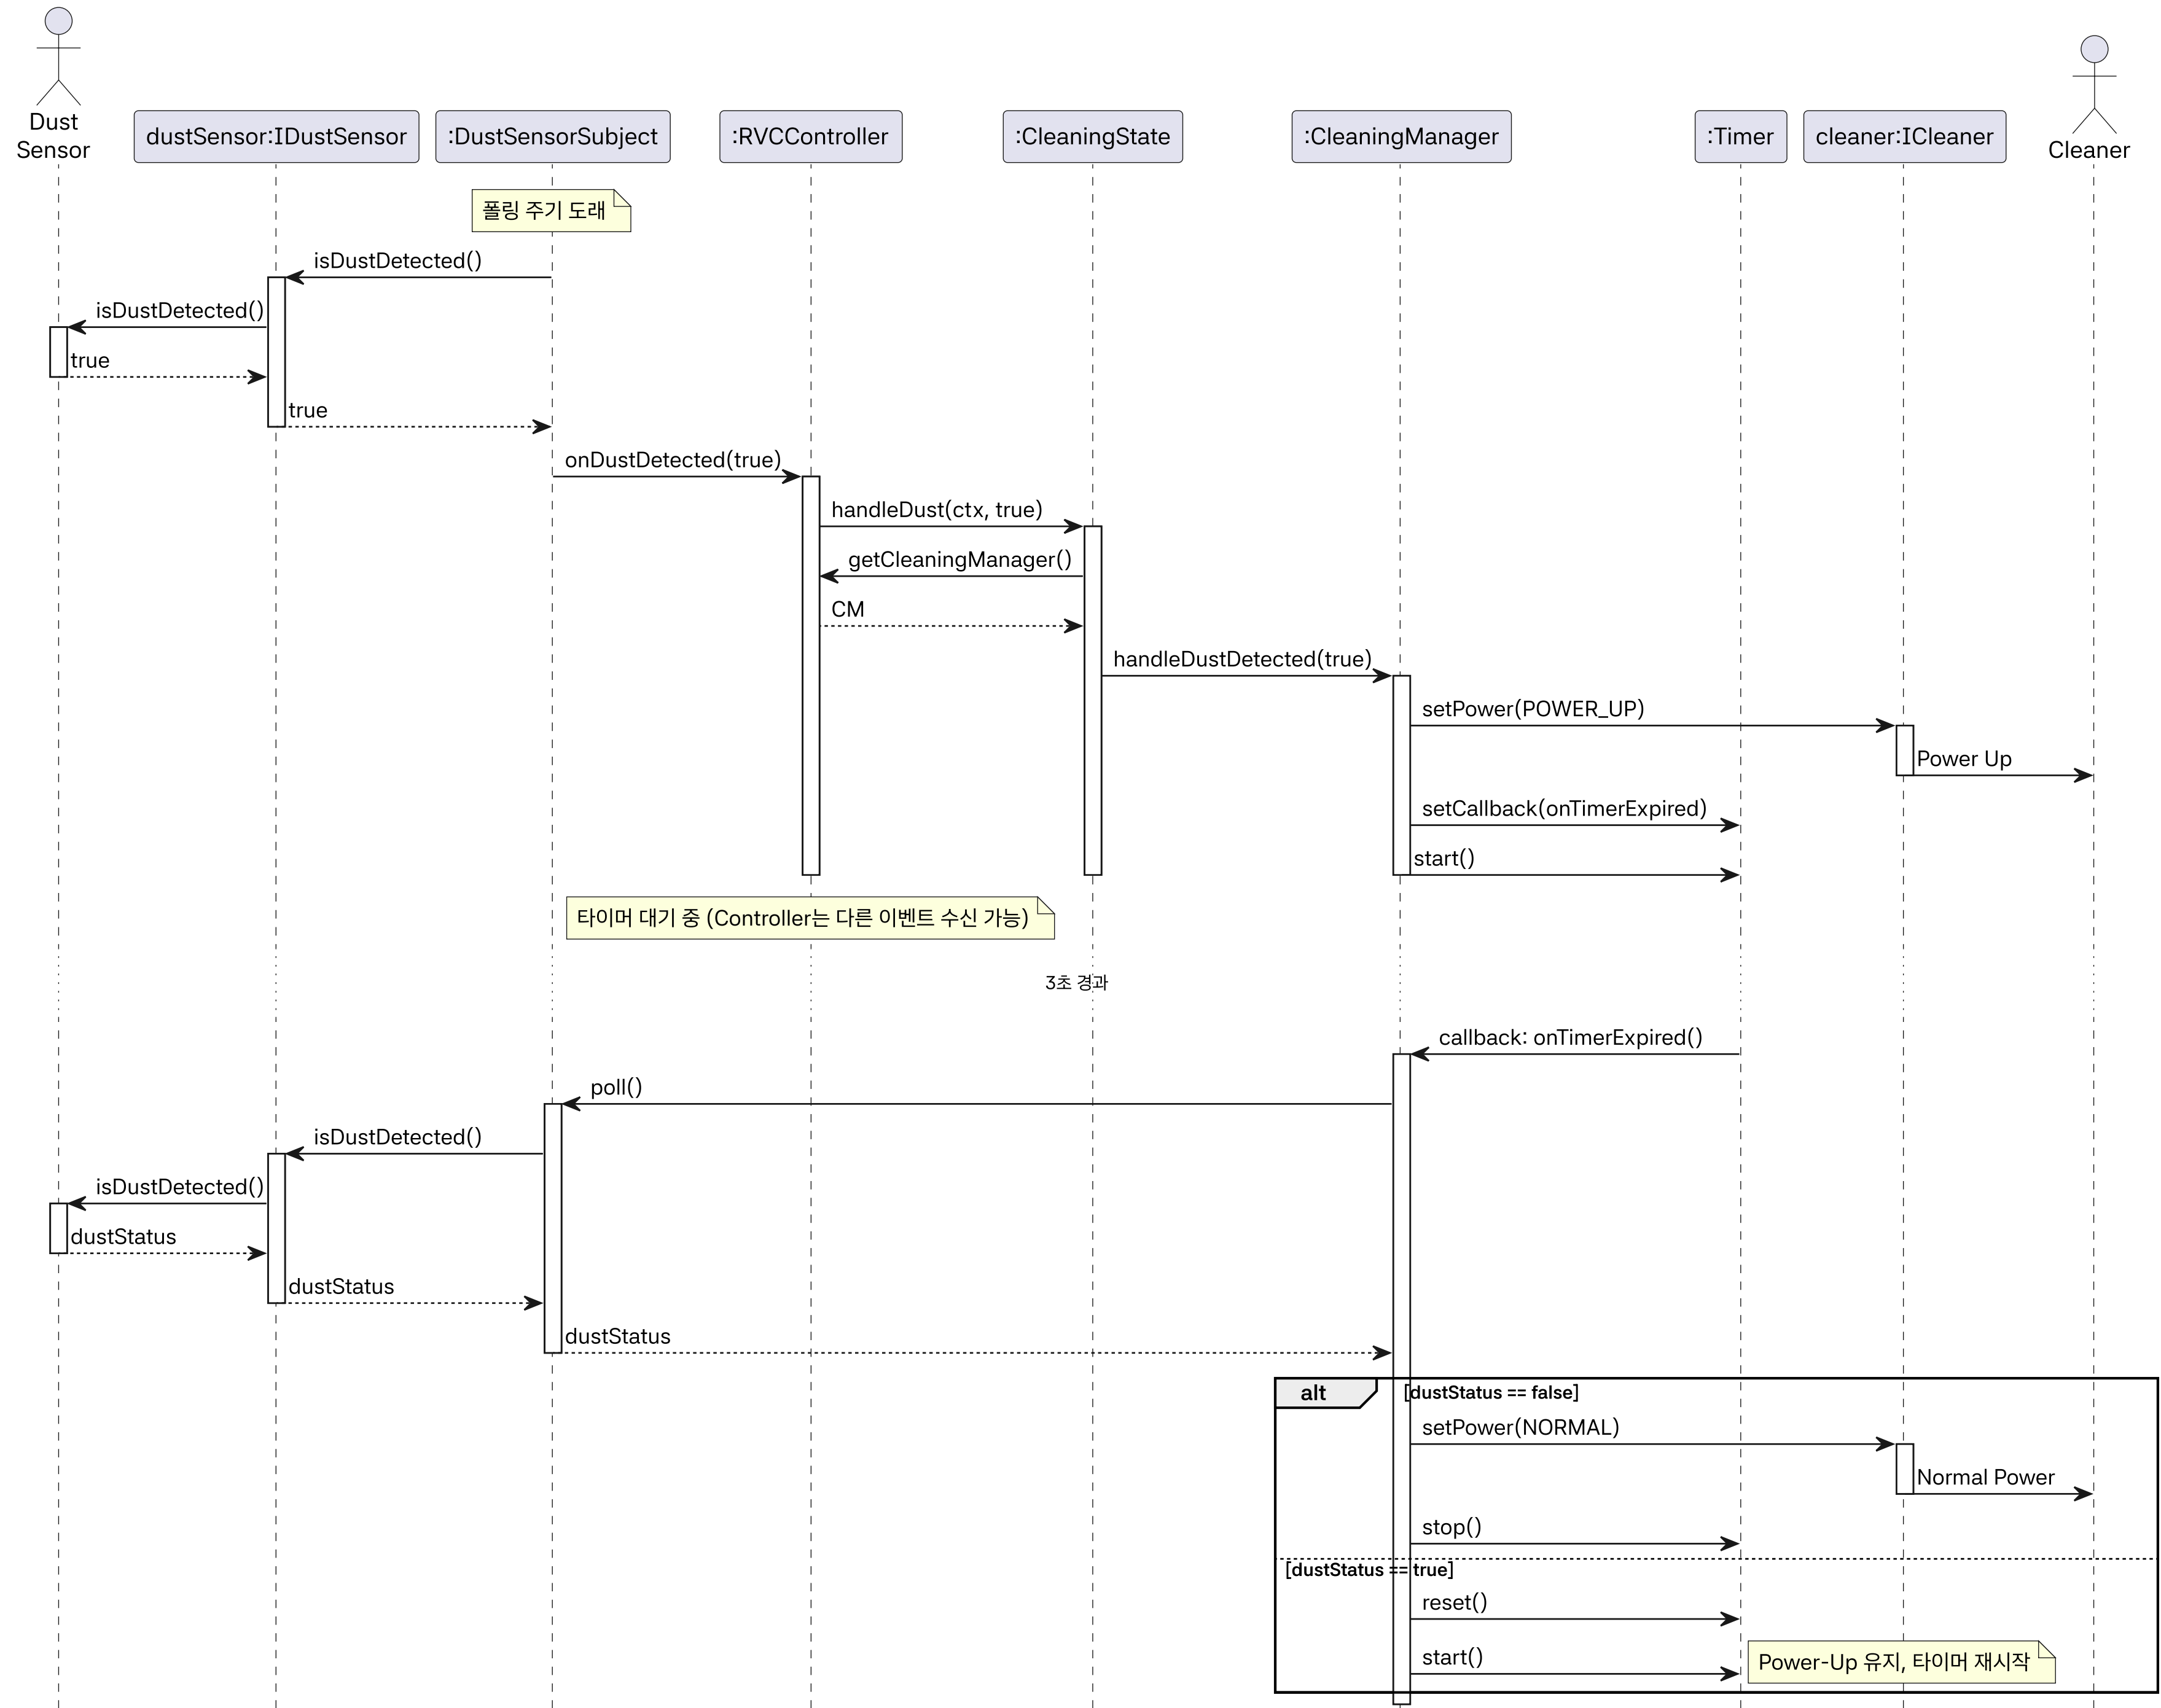 Dust
Sensor
dustSensor:IDustSensor
:DustSensorSubject
:RVCController
:CleaningState
:CleaningManager
:Timer
cleaner:ICleaner
Cleaner
폴링 주기 도래
isDustDetected()
isDustDetected()
true
true
onDustDetected(true)
handleDust(ctx, true)
getCleaningManager()
CM
handleDustDetected(true)
setPower(POWER_UP)
Power Up
setCallback(onTimerExpired)
start()
타이머 대기 중 (Controller는 다른 이벤트 수신 가능)
3초 경과
callback: onTimerExpired()
poll()
isDustDetected()
isDustDetected()
dustStatus
dustStatus
dustStatus
alt [dustStatus == false]
setPower(NORMAL)
Normal Power
stop()
[dustStatus == true]
reset()
start()
Power-Up 유지, 타이머 재시작